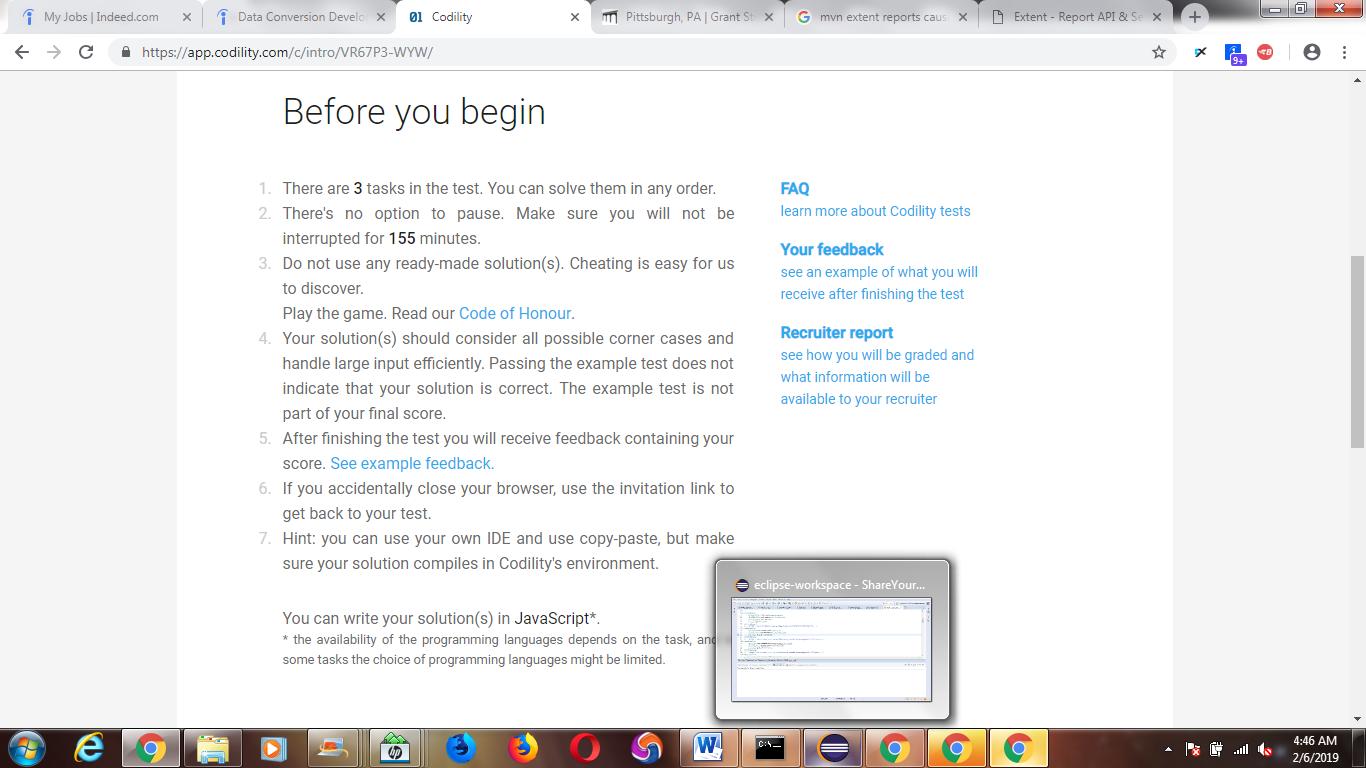 My Jobs | Indeed.com
Data Conversion Develo
Codility
Pittsburgh, PA | Grant St
mvn extent reports caus
Extent - Report API & Se
https://app.codility.com/c/intro/VR67P3-WYW/
9+
Before you begin
1. There are 3 tasks in the test. You can solve them in any order.
2. There's no option to pause. Make sure you will not be
interrupted for 155 minutes.
3. Do not use any ready-made solution(s). Cheating is easy for us
to discover.
Play the game. Read our Code of Honour.
4. Your solution(s) should consider all possible corner cases and
handle large input efficiently. Passing the example test does not
indicate that your solution is correct. The example test is not
part of your final score.
5. After finishing the test you will receive feedback containing your
score. See example feedback.
6. If you accidentally close your browser, use the invitation link to
get back to your test.
7. Hint: you can use your own IDE and use copy-paste, but make
sure your solution compiles in Codility's environment.
You can write your solution(s) in JavaScript*.
* the availability of the programming languages depends on the task, and
some tasks the choice of programming languages might be limited.
FAQ
learn more about Codility tests
Your feedback
see an example of what you will
receive after finishing the test
Recruiter report
see how you will be graded and
what information will be
available to your recruiter
eclipse-workspace - ShareYour...
4:46 AM
2/6/2019